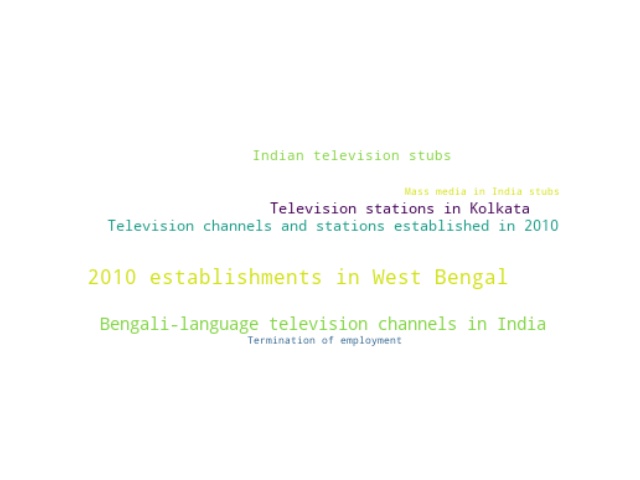 Indian television stubs
Mass media in India stubs
Television stations in Kolkata
Television channels and stations established in 2010
2010 establishments in West Bengal
Bengali-language television channels in India
Termination of employment